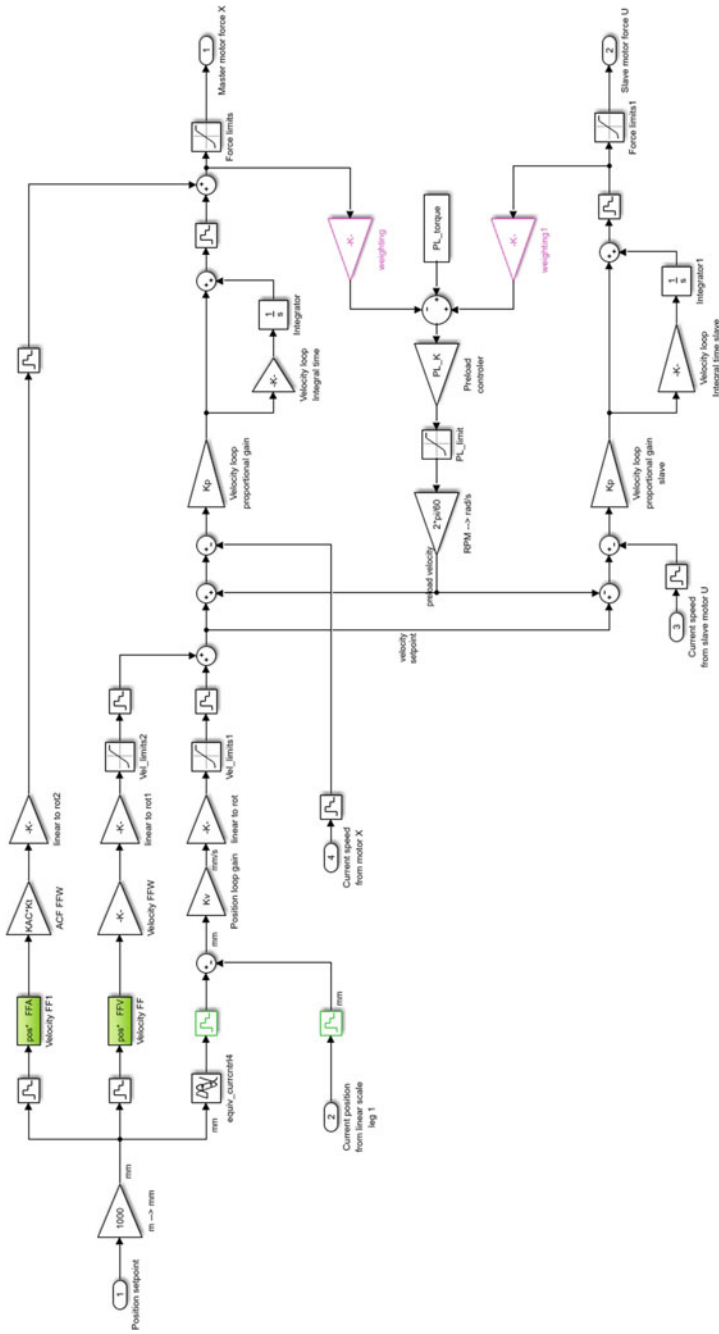 1
Position setpoint
1000
m --> mm
mm
pos* FFA
Velocity FF1
KAC*Kt
ACF FFW
-K-
linear to rot2
pos* FFV
Velocity FF
-K-
Velocity FFW
-K-
linear to rot1
Vel_limits2
mm
equiv_currcntrl4
mm
Kv
Position loop gain
mm/s
-K-
linear to rot
Vel_limits1
2
Current position
from linear scale
leg 1
mm
4
Current speed
from motor X
velocity
setpoint
preload velocity
Kp
Velocity loop
proportional gain
-K-
Velocity loop
Integral time
1
s
Integrator
Force limits
1
Master motor force X
-K-
weighting
PL_torque
-K-
weighting1
PL_K
Preload
controler
PL_limit
2*pi/60
RPM --> rad/s
3
Current speed
from slave motor U
Kp
Velocity loop
proportional gain
slave
-K-
Velocity loop
Integral time slave
1
s
Integrator1
Force limits1
2
Slave motor force U